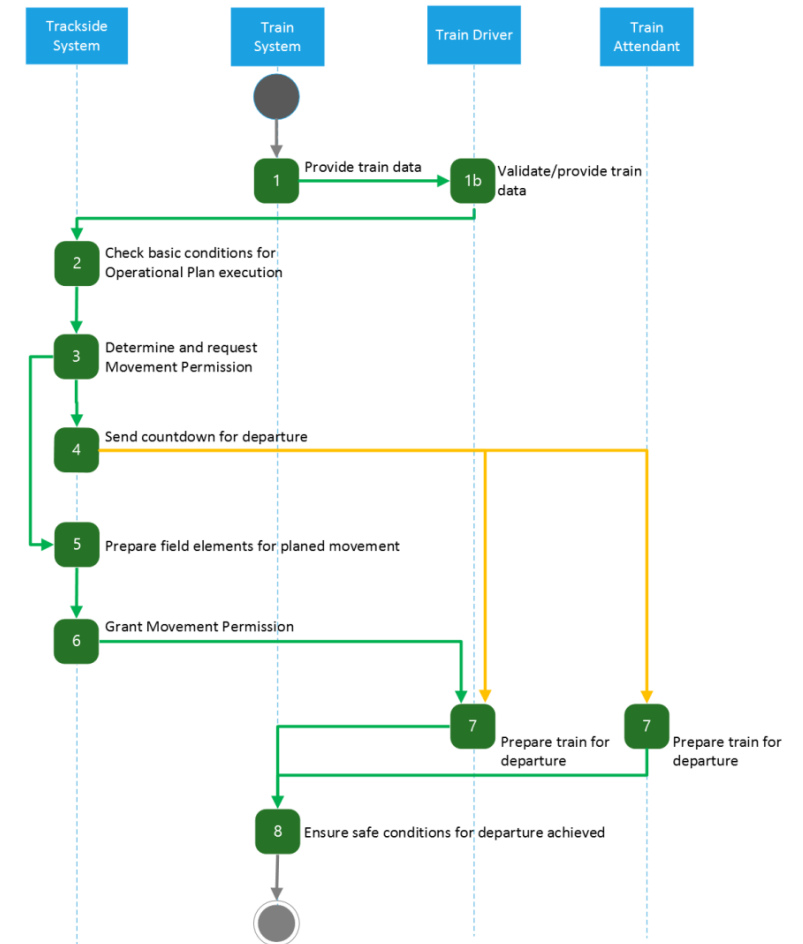 Trackside
System
Train
System
Train Driver
Train
Attendant
1
Provide train data
1b
Validate/provide train
data
2
Check basic conditions for
Operational Plan execution
3
Determine and request
Movement Permission
4
Send countdown for departure
5
Prepare field elements for planed movement
6
Grant Movement Permission
7
Prepare train for
departure
7
Prepare train for
departure
8
Ensure safe conditions for departure achieved